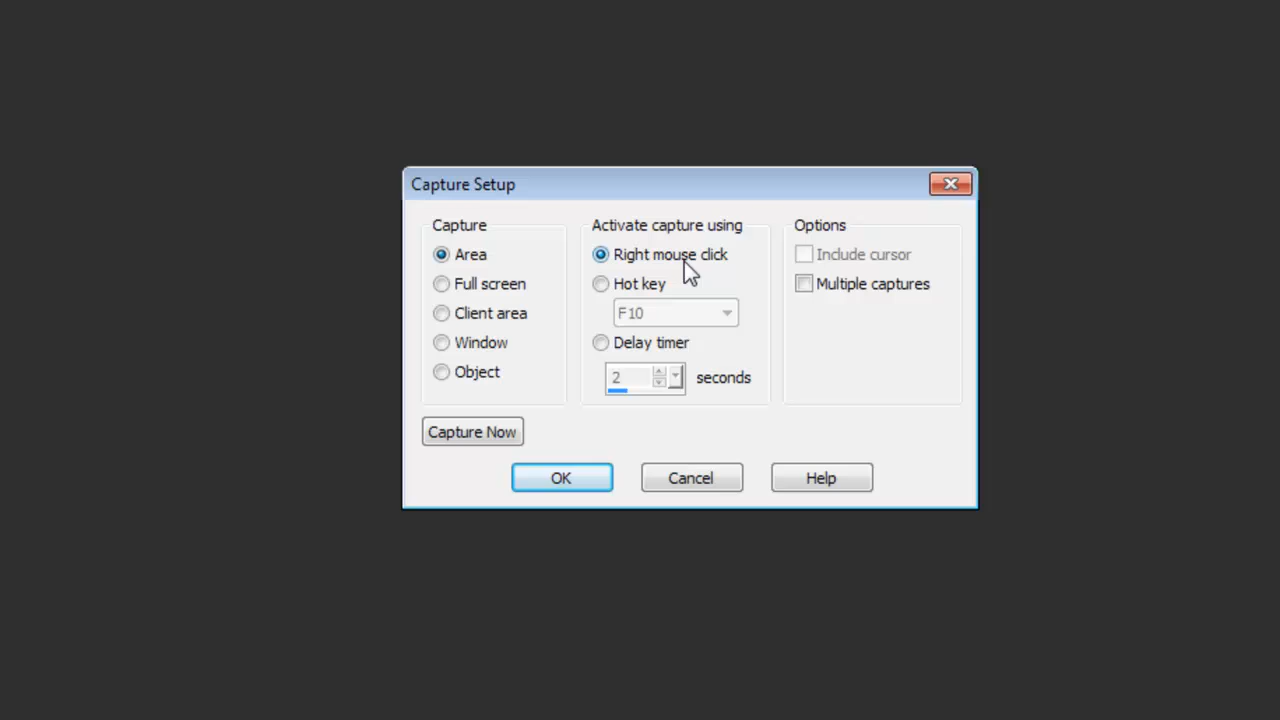 Capture Setup
Capture
Area
Full screen
Client area
Window
Object
Activate capture using
Right mouse click
Hot key
F10
Delay timer
2 seconds
Options
Include cursor
Multiple captures
Capture Now
OK
Cancel
Help